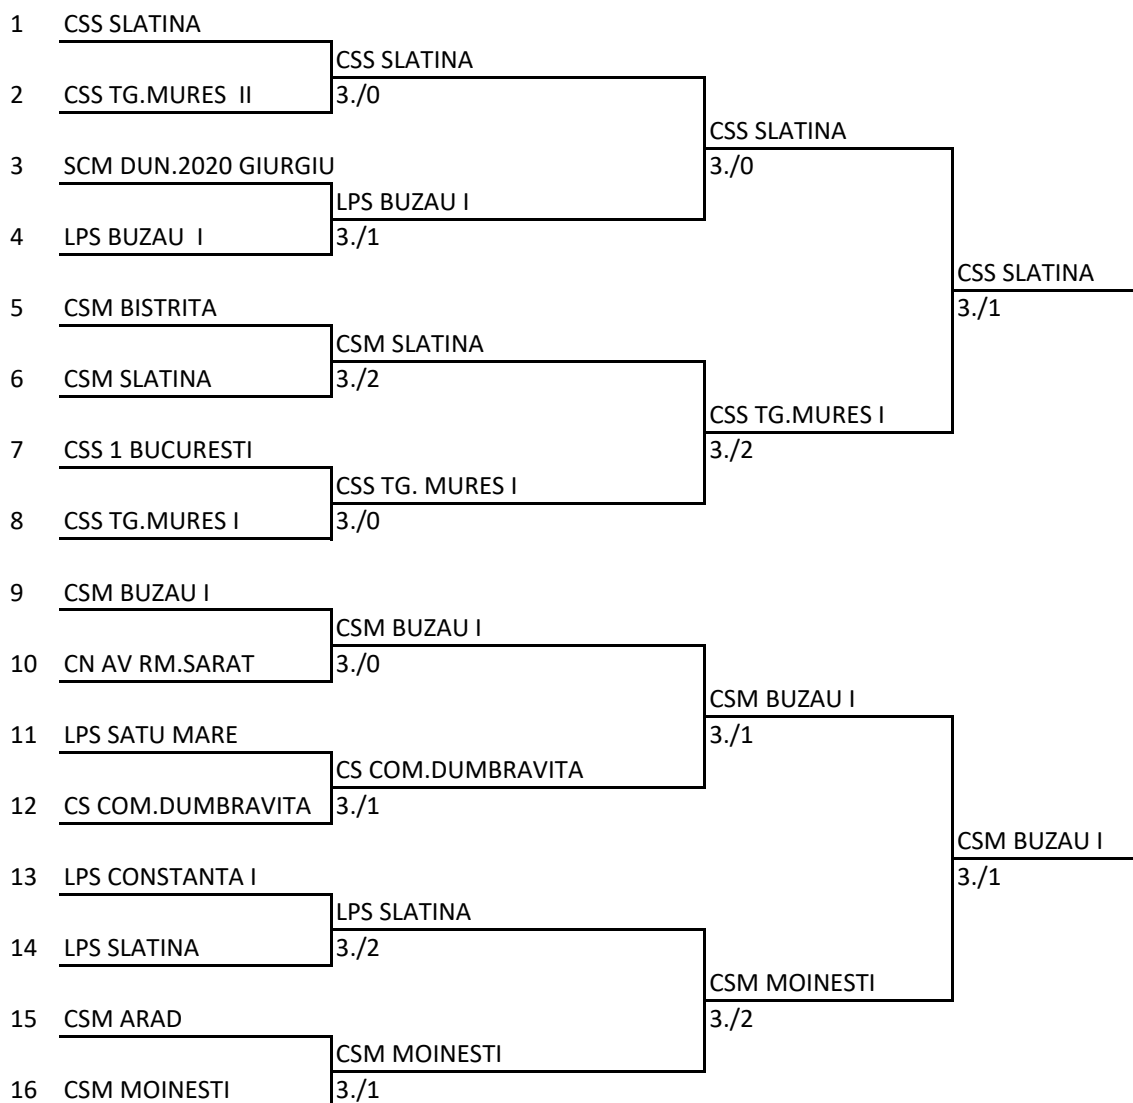 1 CSS SLATINA
CSS SLATINA
2 CSS TG.MURES II 3./0
CSS SLATINA
3 SCM DUN.2020 GIURGIU 3./0
LPS BUZAU I
4 LPS BUZAU I 3./1
CSS SLATINA
5 CSM BISTRITA 3./1
CSM SLATINA
6 CSM SLATINA 3./2
CSS TG.MURES I
7 CSS 1 BUCURESTI 3./2
CSS TG. MURES I
8 CSS TG.MURES I 3./0
9 CSM BUZAU I
CSM BUZAU I
10 CN AV RM.SARAT 3./0
CSM BUZAU I
11 LPS SATU MARE 3./1
CS COM.DUMBRAVITA
12 CS COM.DUMBRAVITA 3./1
CSM BUZAU I
13 LPS CONSTANTA I 3./1
LPS SLATINA
14 LPS SLATINA 3./2
CSM MOINESTI
15 CSM ARAD 3./2
CSM MOINESTI
16 CSM MOINESTI 3./1